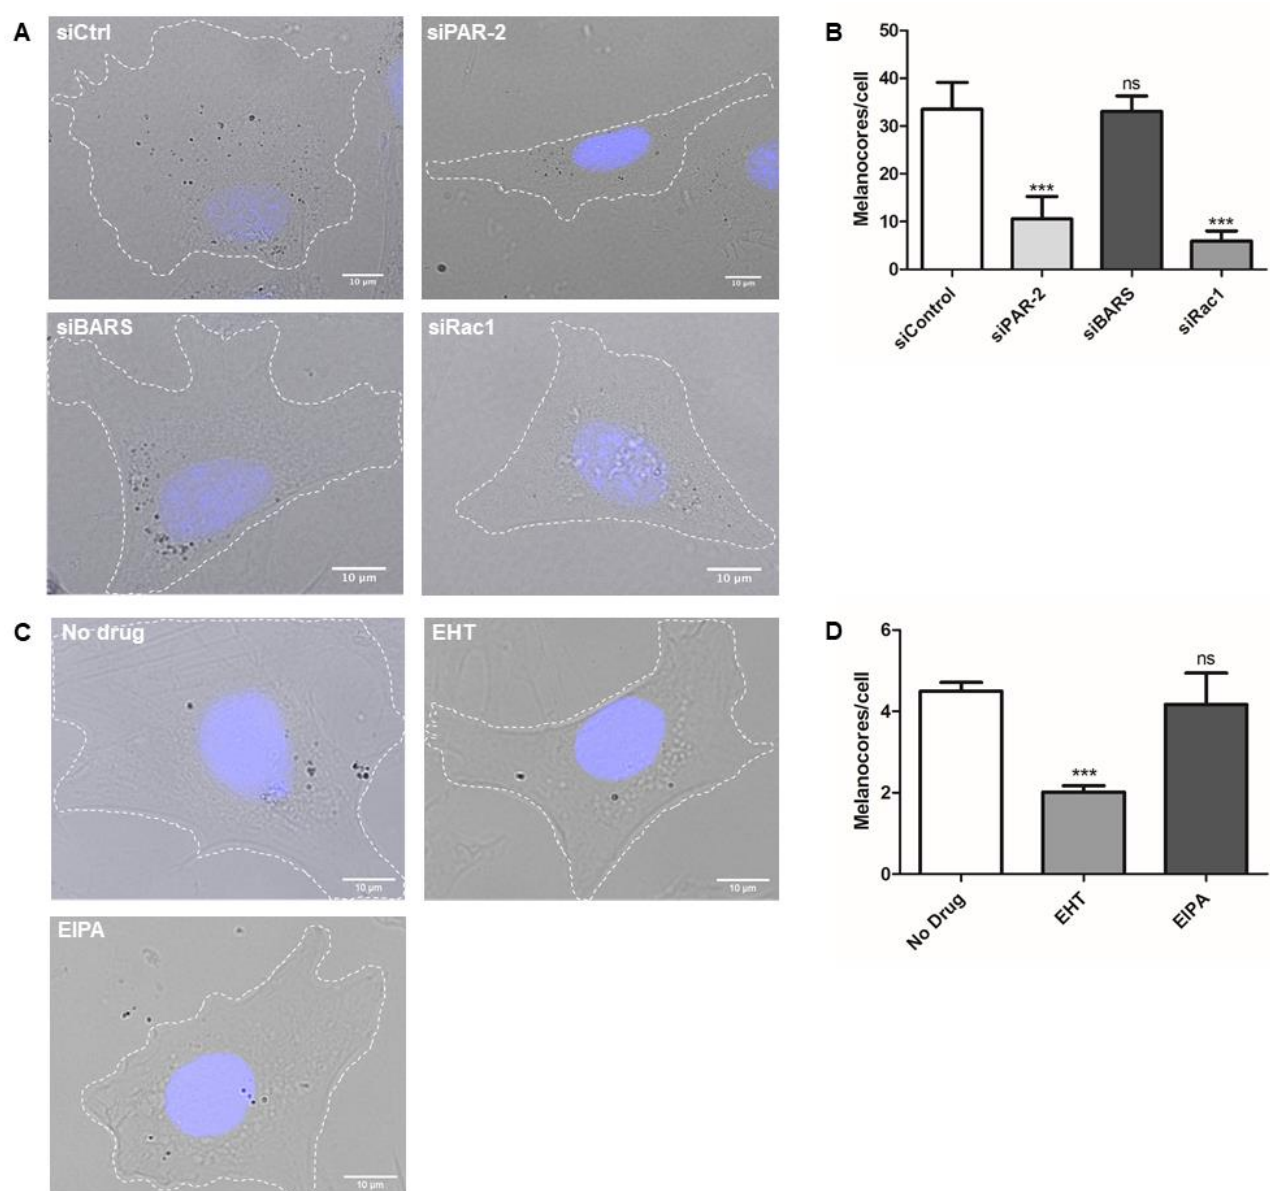 A
siCtrl
10 µm
siPAR-2
10 µm
siBARS
10 µm
siRac1
10 µm
B
Melanocores/cell
50
40
30
20
10
0
***
ns
***
siControl
siPAR-2
siBARS
siRac1
C
No drug
10 µm
EHT
10 µm
EIPA
10 µm
D
Melanocores/cell
6
4
2
0
***
ns
No Drug
EHT
EIPA